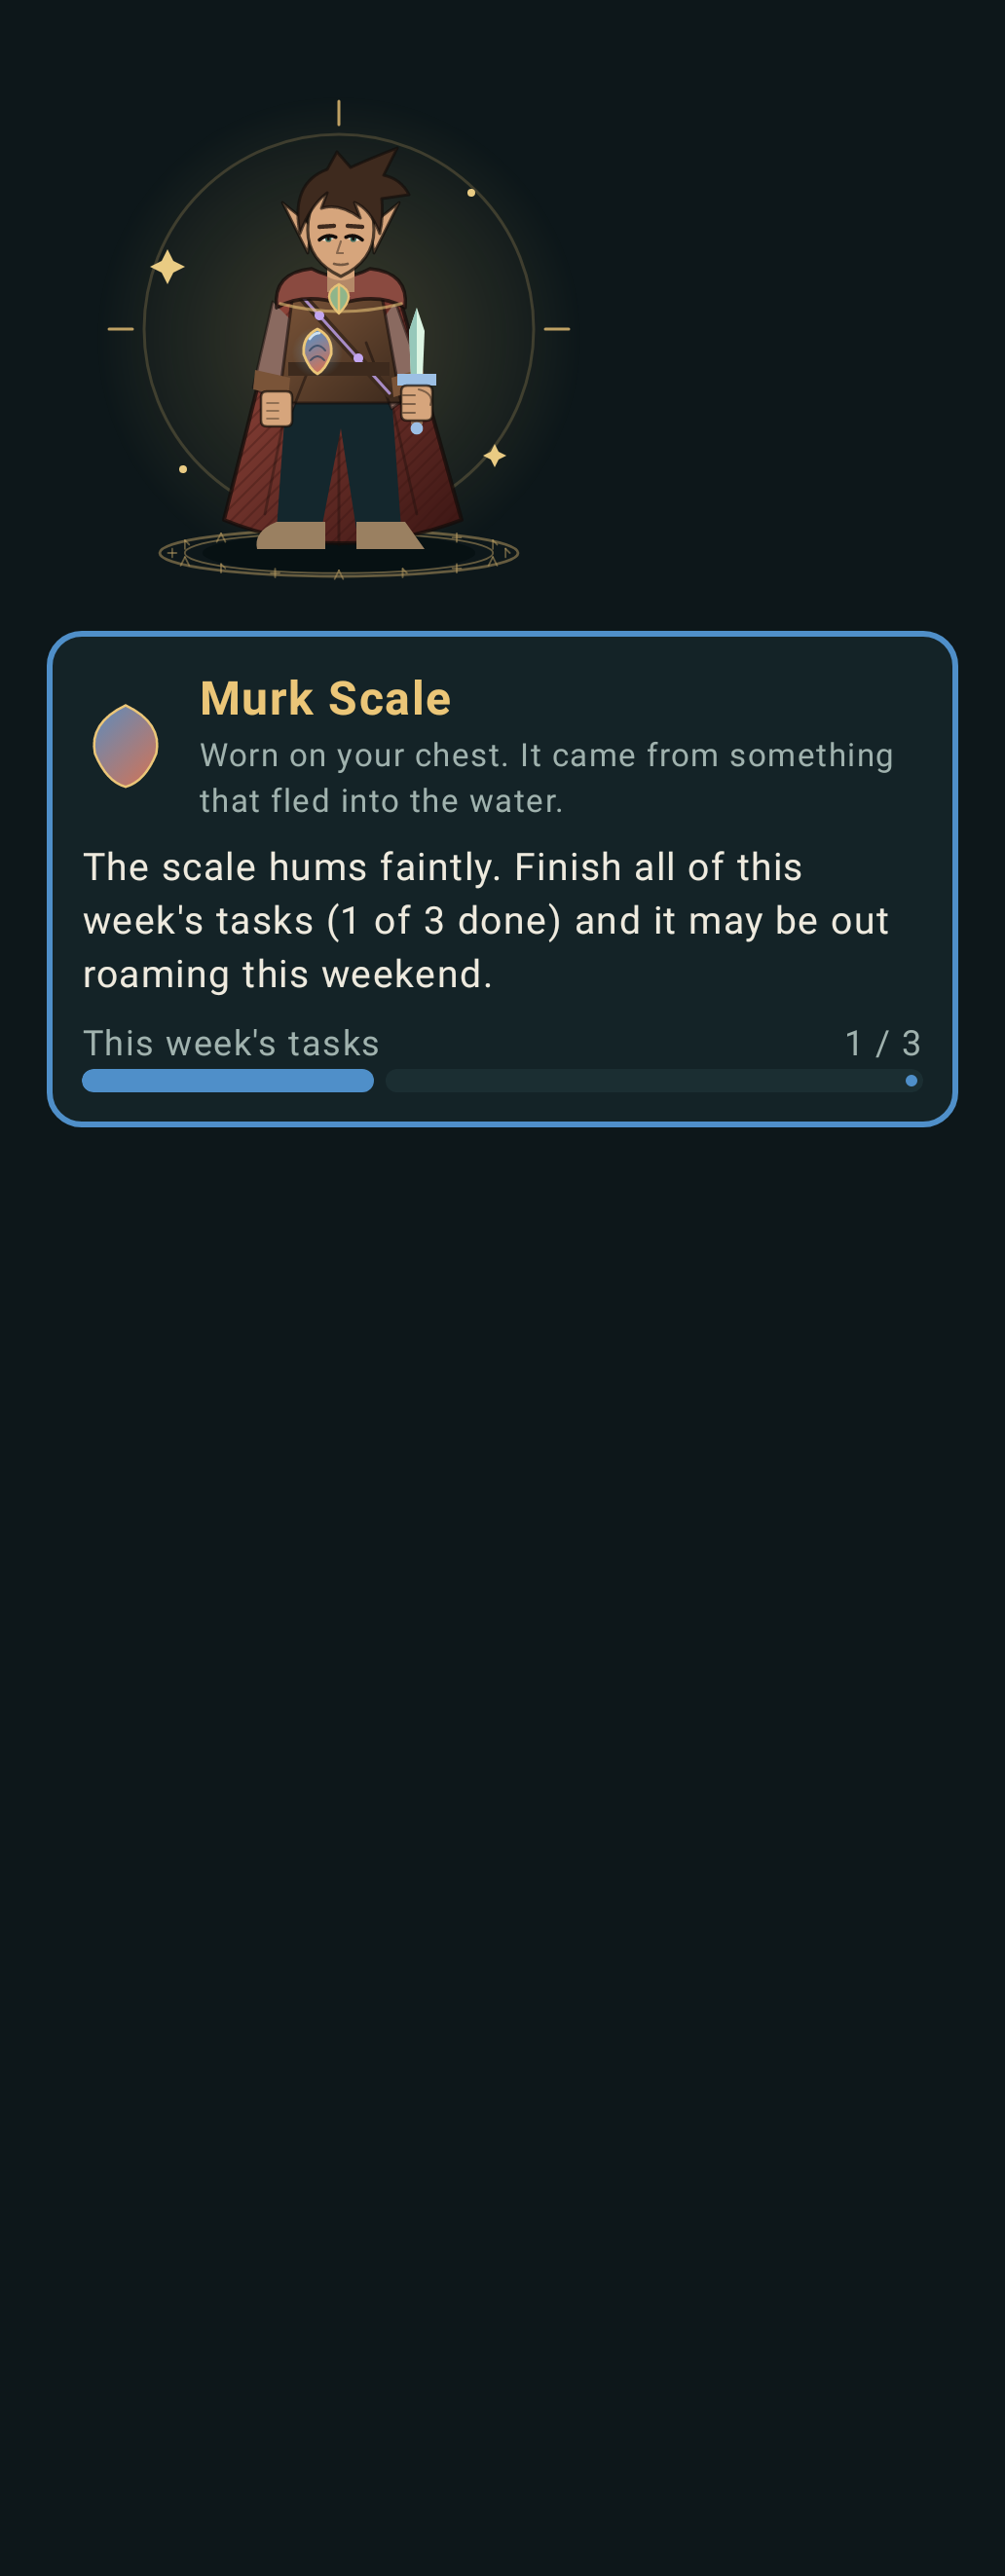 Murk Scale
Worn on your chest. It came from something
that fled into the water.
The scale hums faintly. Finish all of this
week's tasks (1 of 3 done) and it may be out
roaming this weekend.
This week's tasks 1 / 3